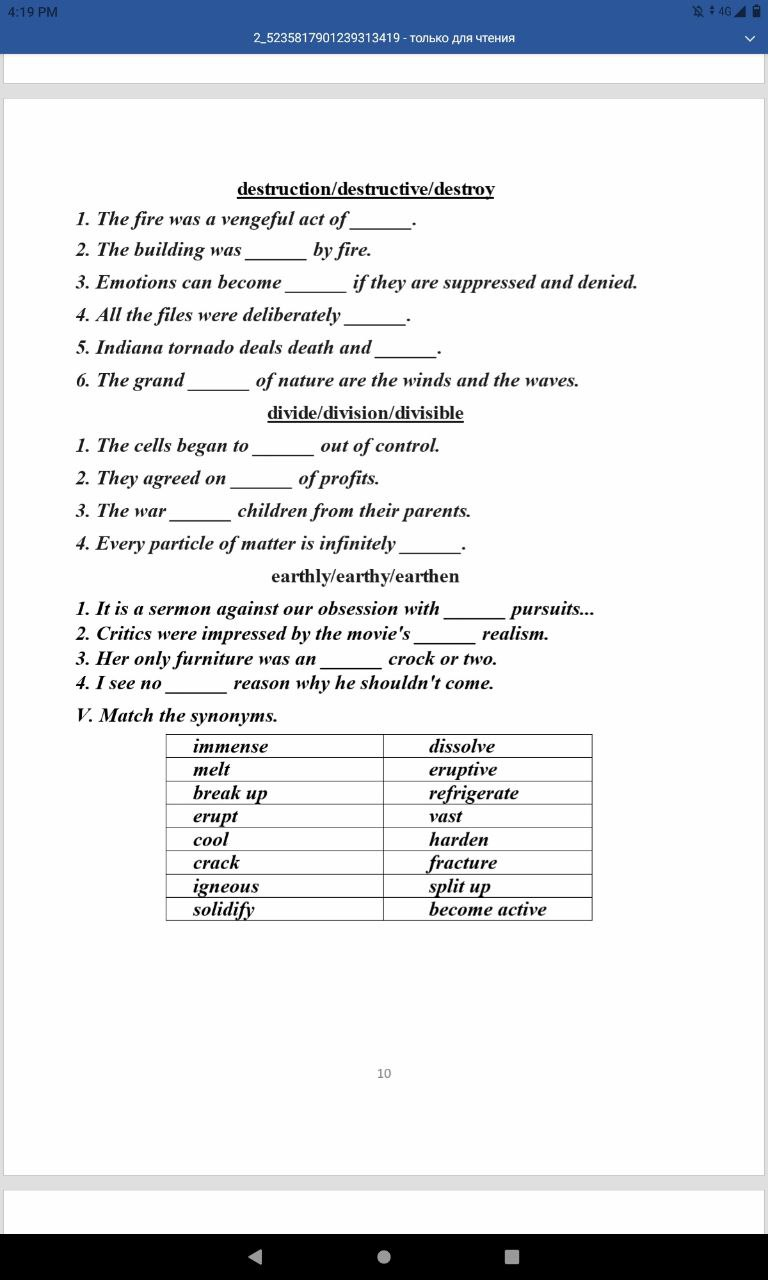 4:19 PM 4G
2_5235817901239313419 - только для чтения
destruction/destructive/destroy
1. The fire was a vengeful act of ______.
2. The building was ______ by fire.
3. Emotions can become ______ if they are suppressed and denied.
4. All the files were deliberately ______.
5. Indiana tornado deals death and ______.
6. The grand ______ of nature are the winds and the waves.
divide/division/divisible
1. The cells began to ______ out of control.
2. They agreed on ______ of profits.
3. The war ______ children from their parents.
4. Every particle of matter is infinitely ______.
earthly/earthy/earthen
1. It is a sermon against our obsession with ______ pursuits...
2. Critics were impressed by the movie's ______ realism.
3. Her only furniture was an ______ crock or two.
4. I see no ______ reason why he shouldn't come.
V. Match the synonyms.
immense dissolve
melt eruptive
break up refrigerate
erupt vast
cool harden
crack fracture
igneous split up
solidify become active
10